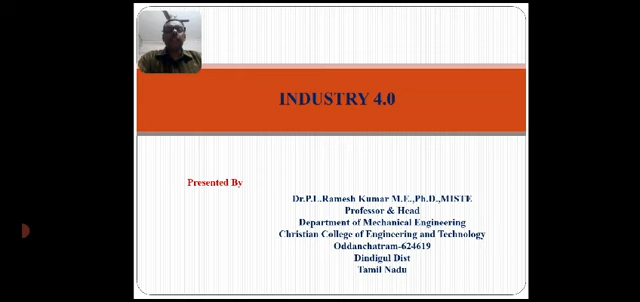 INDUSTRY 4.0
Presented By
Dr.P.L.Ramesh Kumar M.E.,Ph.D.,MISTE
Professor & Head
Department of Mechanical Engineering
Christian College of Engineering and Technology
Oddanchatram-624619
Dindigul Dist
Tamil Nadu